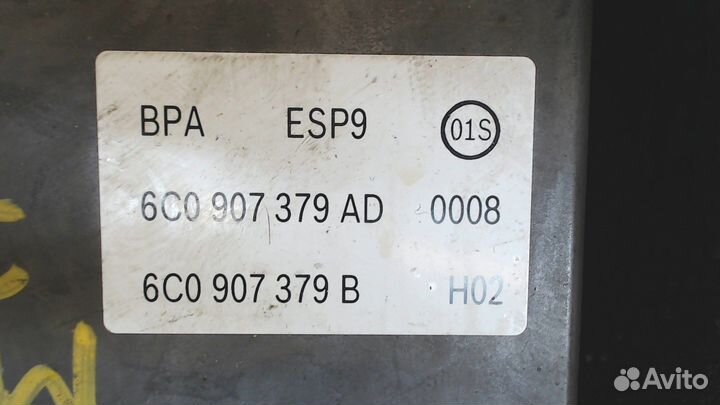 BPA ESP9 01S
6C0 907 379 AD 0008
6C0 907 379 B H02
Avito